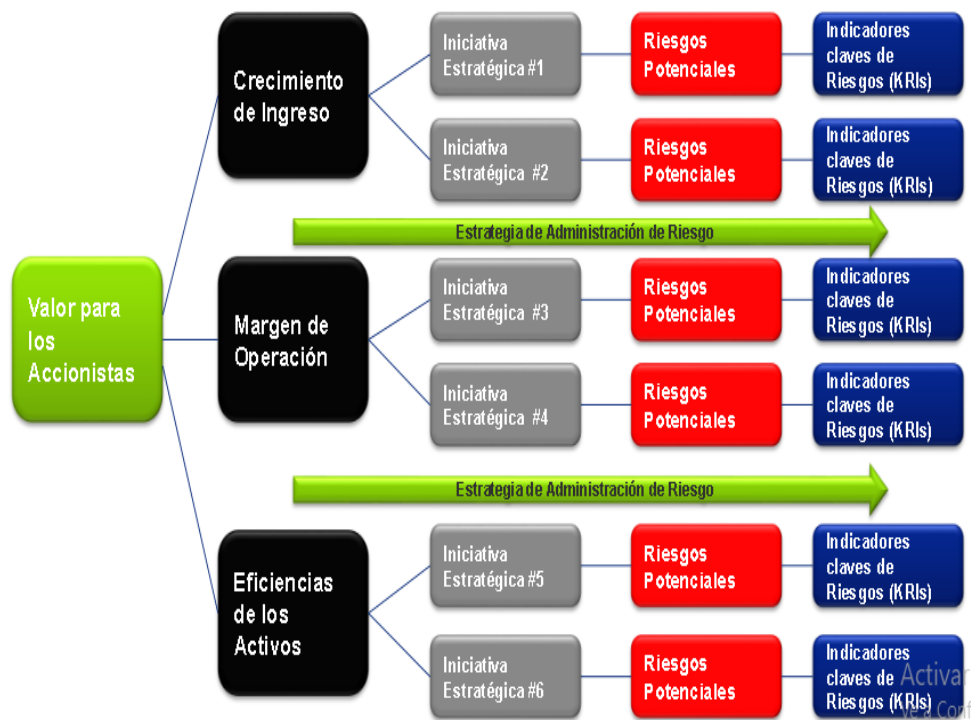 Valor para
los
Accionistas
Crecimiento
de Ingreso
Iniciativa
Estratégica #1
Riesgos
Potenciales
Indicadores
claves de
Riesgos (KRIs)
Iniciativa
Estratégica #2
Riesgos
Potenciales
Indicadores
claves de
Riesgos (KRIs)
Estrategia de Administración de Riesgo
Margen de
Operación
Iniciativa
Estratégica #3
Riesgos
Potenciales
Indicadores
claves de
Riesgos (KRIs)
Iniciativa
Estratégica #4
Riesgos
Potenciales
Indicadores
claves de
Riesgos (KRIs)
Estrategia de Administración de Riesgo
Eficiencias
de los
Activos
Iniciativa
Estratégica #5
Riesgos
Potenciales
Indicadores
claves de
Riesgos (KRIs)
Iniciativa
Estratégica #6
Riesgos
Potenciales
Indicadores
claves de
Riesgos (KRIs)
Activar
Ve a Conf